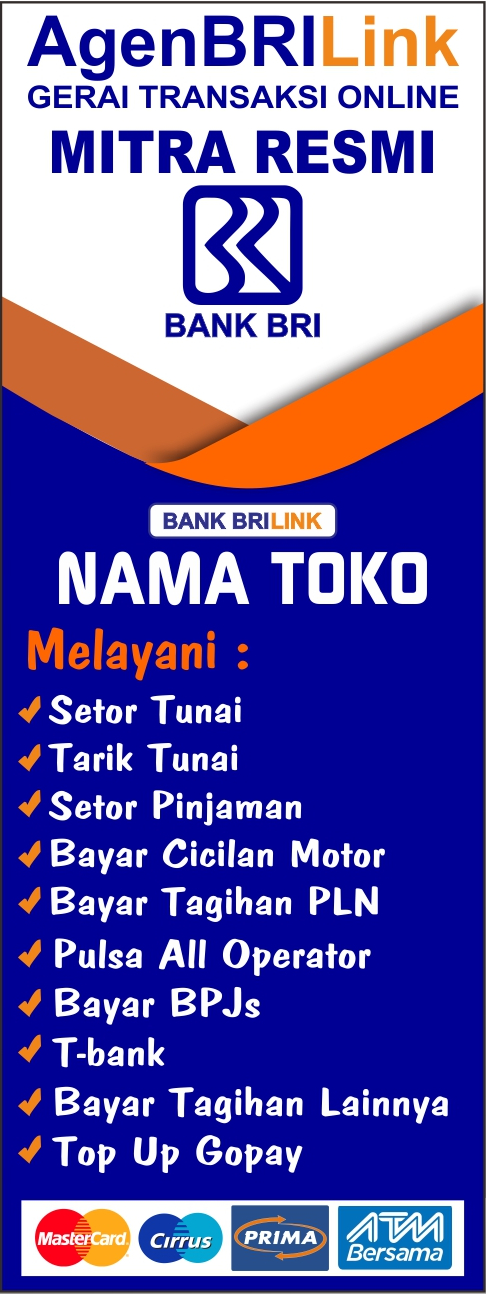 AgenBRILink
GERAI TRANSAKSI ONLINE
MITRA RESMI
BANK BRI
BANK BRILINK
NAMA TOKO
Melayani :
Setor Tunai
Tarik Tunai
Setor Pinjaman
Bayar Cicilan Motor
Bayar Tagihan PLN
Pulsa All Operator
Bayar BPJs
T-bank
Bayar Tagihan Lainnya
Top Up Gopay
MasterCard Cirrus PRIMA ATM Bersama